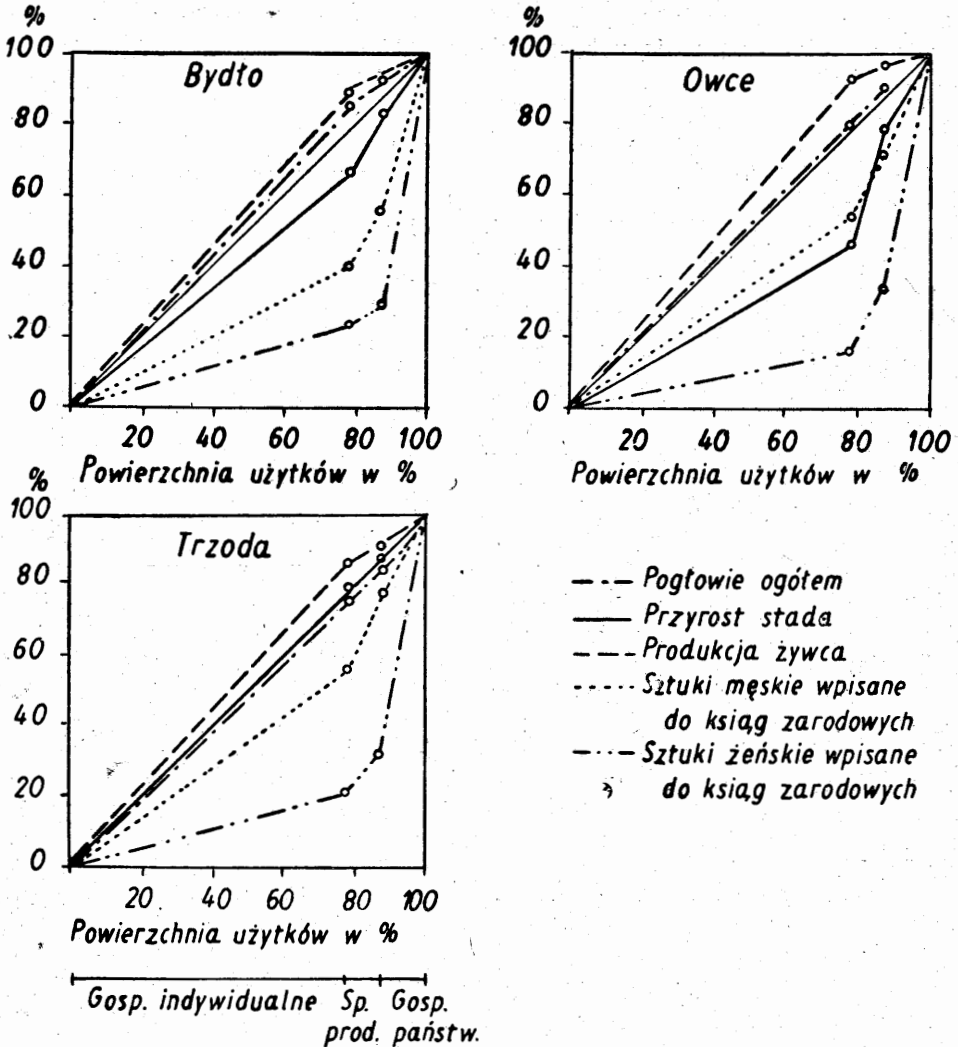 %
100
80
60
40
20
0
Bydło
20 40 60 80 100
Powierzchnia użytków w %
%
100
80
60
40
20
0
Owce
20 40 60 80 100
Powierzchnia użytków w %
%
100
80
60
40
20
0
Trzoda
20 40 60 80 100
Powierzchnia użytków w %
Gosp. indywidualne Sp. Gosp.
prod. państw.
Pogłowie ogółem
Przyrost stada
Produkcja żywca
Sztuki męskie wpisane
do ksiąg zarodowych
Sztuki żeńskie wpisane
do ksiąg zarodowych